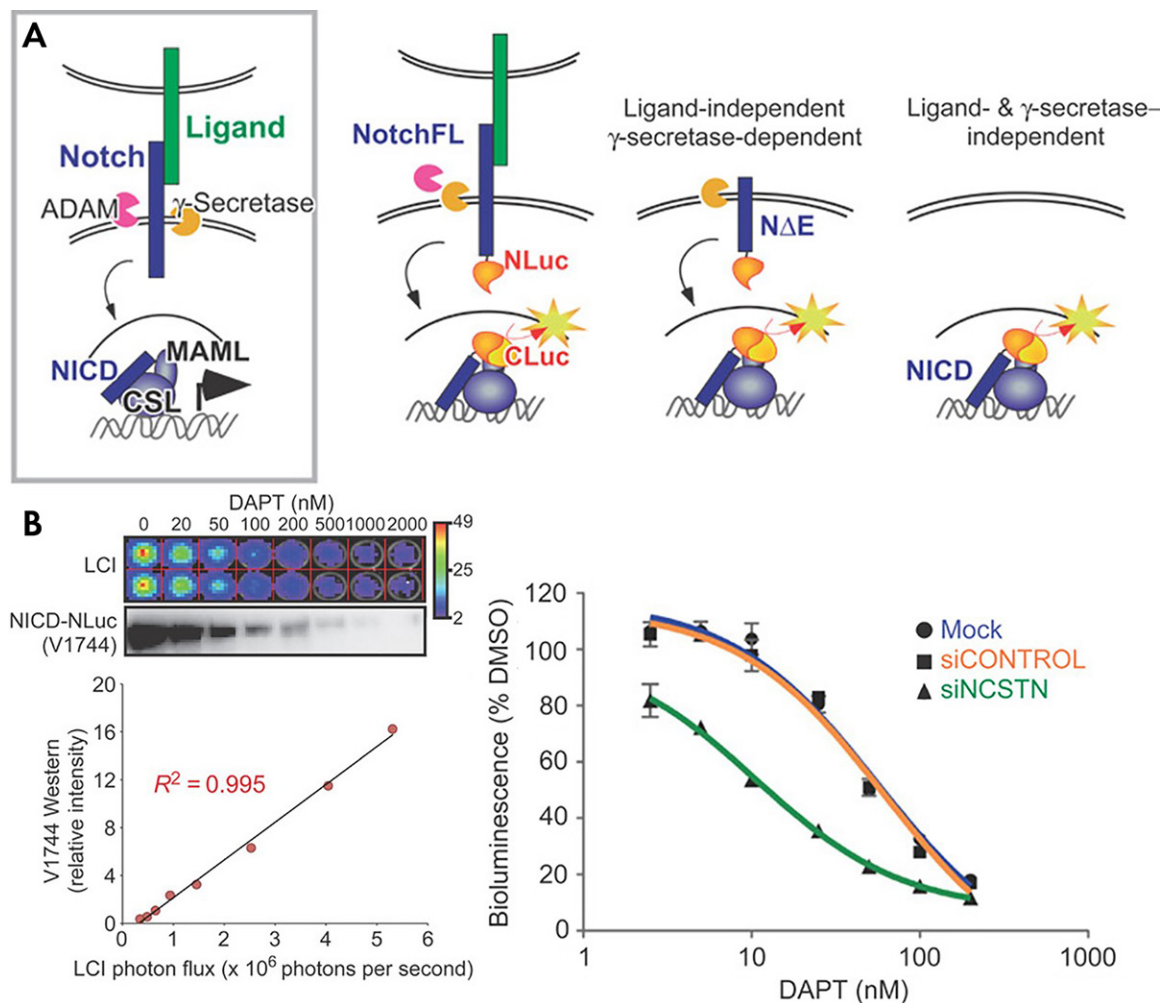 A
Ligand
Notch
ADAM
γ-Secretase
NICD
MAML
CSL
NotchFL
NLuc
CLuc
Ligand-independent
γ-secretase-dependent
NΔE
Ligand- & γ-secretase–
independent
NICD
B
DAPT (nM)
0 20 50 100 200 500 1000 2000
LCI
49
25
2
NICD-NLuc
(V1744)
20
16
12
8
4
0
R² = 0.995
V1744 Western
(relative intensity)
0 1 2 3 4 5 6
LCI photon flux (x 10⁶ photons per second)
120
100
80
60
40
20
0
Bioluminescence (% DMSO)
Mock
siCONTROL
siNCSTN
1 10 100 1000
DAPT (nM)